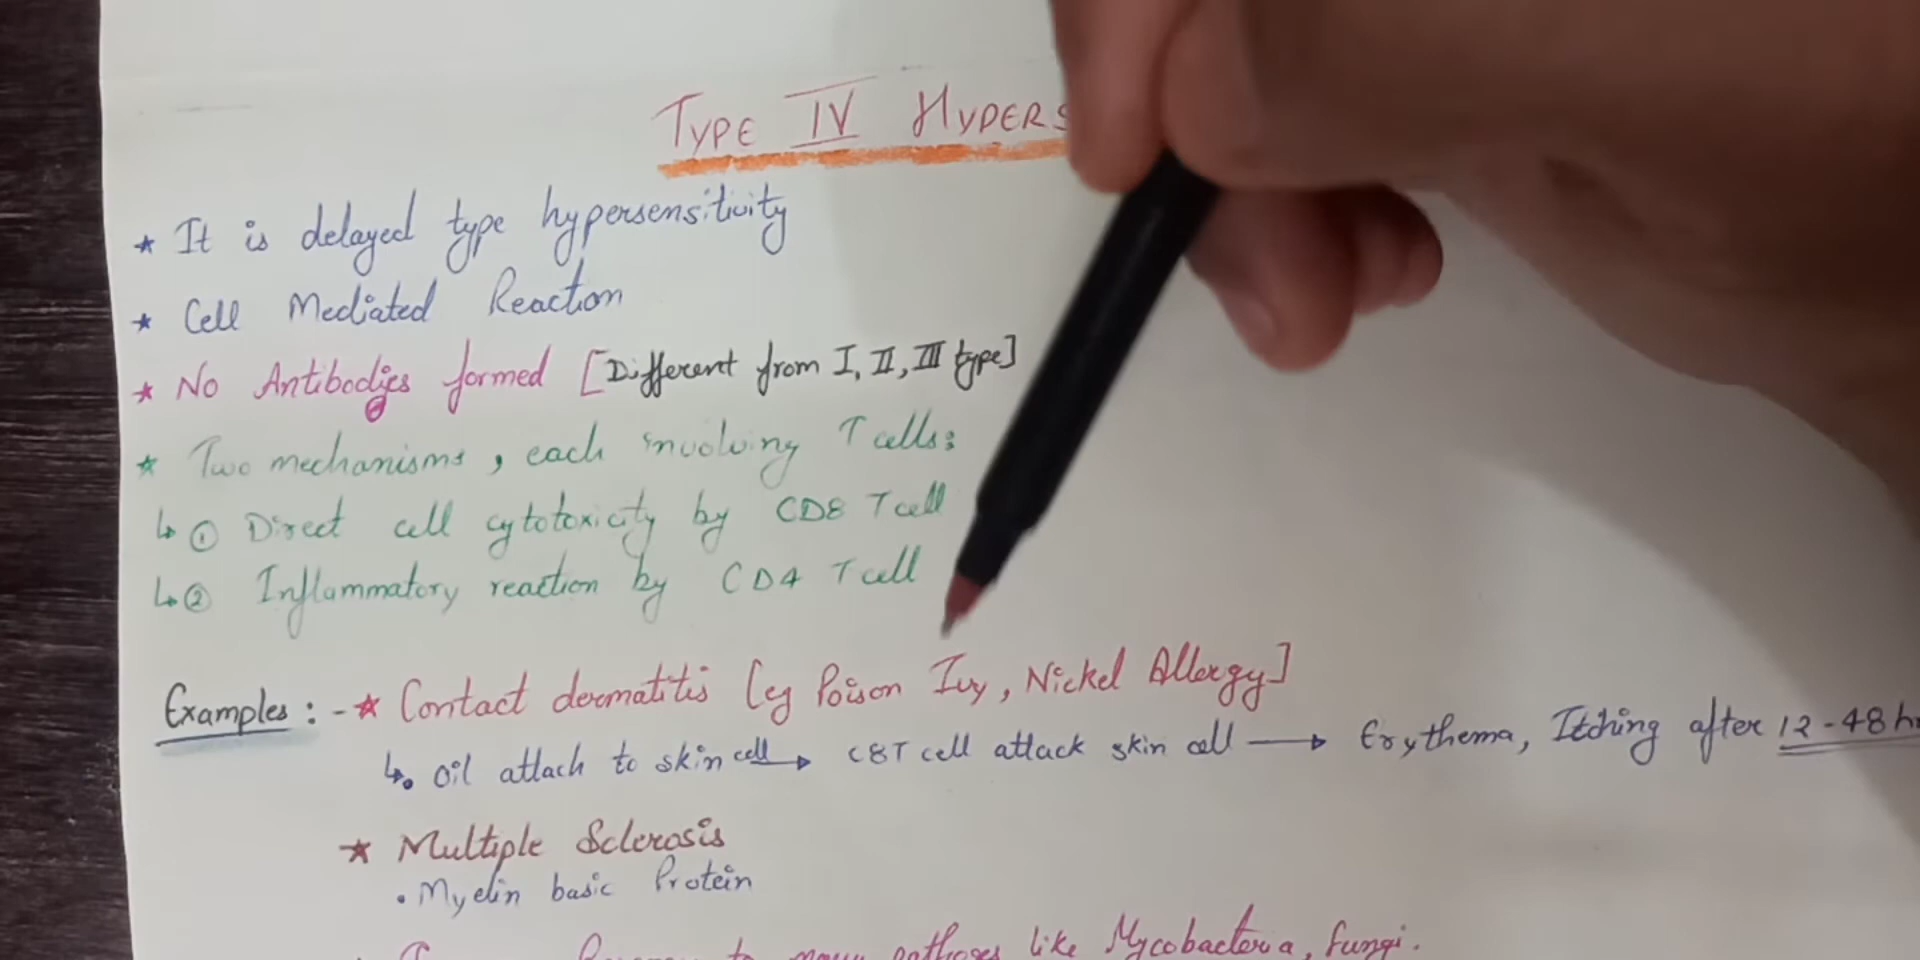 TYPE IV HYPERS
★ It is delayed type hypersensitivity
★ Cell Mediated Reaction
★ No Antibodies formed [Different from I, II, III type]
★ Two mechanisms, each involving T cells:
↳ ① Direct cell cytotoxicity by CD8 T cell
↳ ② Inflammatory reaction by CD4 T cell
Examples : - ★ Contact dermatitis [eg Poison Ivy, Nickel Allergy]
↳ oil attach to skin cell → C8T cell attack skin cell → Erythema, Itching after 12-48 h
★ Multiple Sclerosis
• Myelin basic Protein
to many like Mycobacteria, fungi.